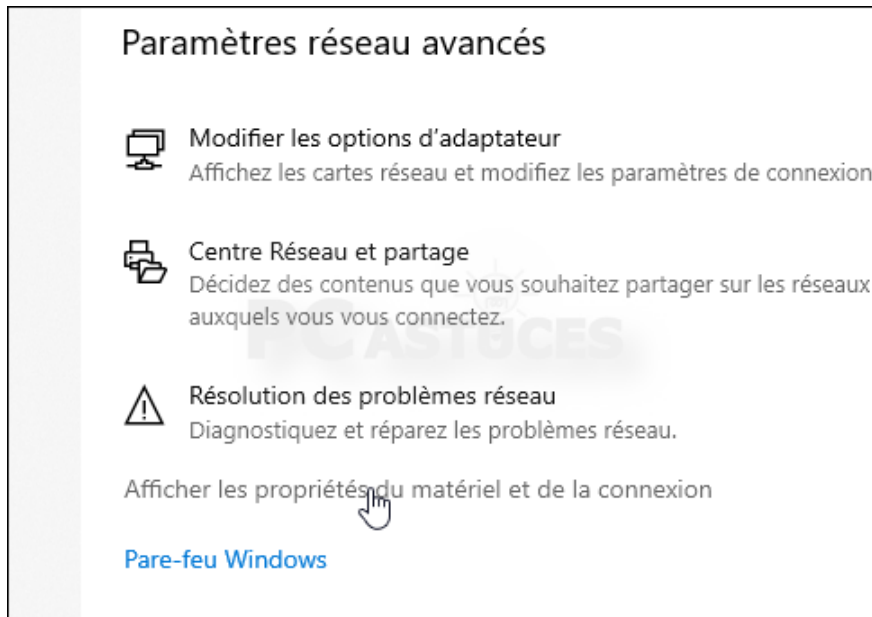 Paramètres réseau avancés
Modifier les options d'adaptateur
Affichez les cartes réseau et modifiez les paramètres de connexion
Centre Réseau et partage
Décidez des contenus que vous souhaitez partager sur les réseaux
auxquels vous vous connectez.
PC ASTUCES
Résolution des problèmes réseau
Diagnostiquez et réparez les problèmes réseau.
Afficher les propriétés du matériel et de la connexion
Pare-feu Windows